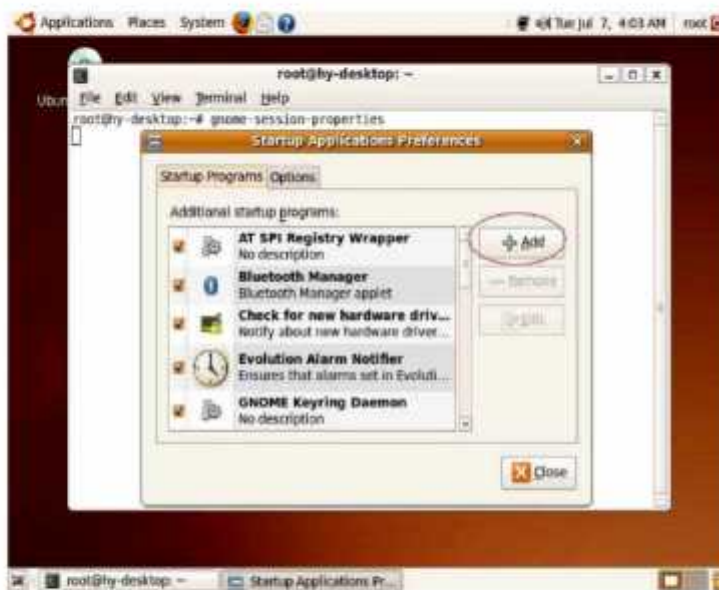 Applications Places System
Tue Jul 7, 4:03 AM root
root@hy-desktop: ~
Ubun
File Edit View Terminal Help
root@hy-desktop:~# gnome-session-properties
Startup Applications Preferences
Startup Programs Options
Additional startup programs:
AT SPI Registry Wrapper
No description
Add
Bluetooth Manager
Bluetooth Manager applet
Remove
Check for new hardware driv...
Notify about new hardware driver...
Edit
Evolution Alarm Notifier
Ensures that alarms set in Evoluti...
GNOME Keyring Daemon
No description
Close
root@hy-desktop: ~
Startup Applications Pr...